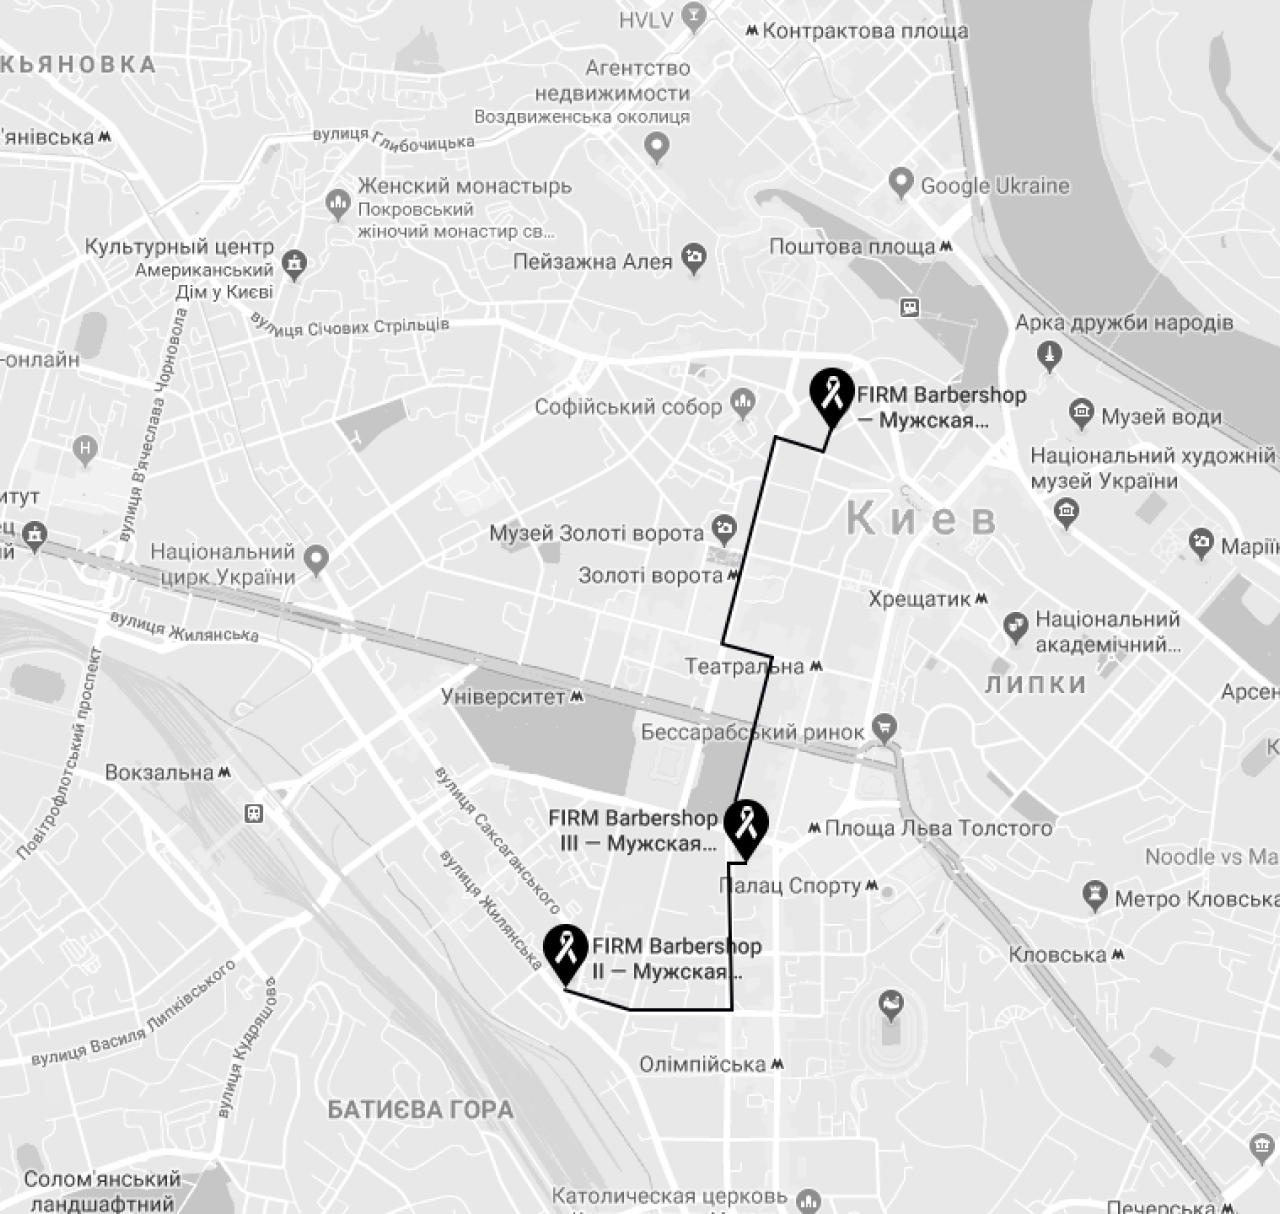 HVLV
Контрактова площа
КЬЯНОВКА
Агентство
недвижимости
Воздвиженська околиця
'янівська
вулиця Глибочицька
Женский монастырь
Покровський
жіночий монастир св...
Google Ukraine
Культурный центр
Американський
Дім у Києві
Пейзажна Алея
Поштова площа
вулиця Січових Стрільців
Арка дружби народів
-онлайн
вулиця В'ячеслава Чорновола
Софійський собор
FIRM Barbershop
— Мужская...
Музей води
H
Національний художній
музей України
итут
ец
ий
Музей Золоті ворота
Киев
Маріїн
Національний
цирк України
Золоті ворота
Хрещатик
вулиця Жилянська
Національний
академічний...
Театральна
ЛИПКИ
Університет
Арсен
Повітрофлотський проспект
Бессарабський ринок
К
Вокзальна
вулиця Саксаганського
FIRM Barbershop
III — Мужская...
Площа Льва Толстого
вулиця Жилянська
Noodle vs Ma
Палац Спорту
Метро Кловська
FIRM Barbershop
II — Мужская...
Кловська
вулиця Василя Липківського
вулиця Кудряшова
Олімпійська
БАТИЄВА ГОРА
Солом'янський
ландшафтний
Католическая церковь
Печерська